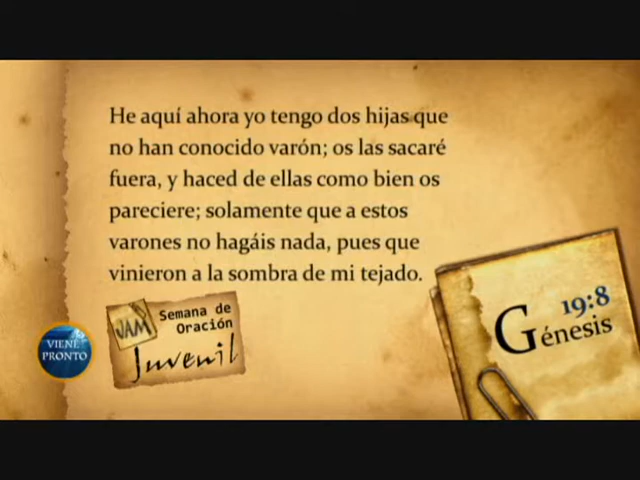 He aquí ahora yo tengo dos hijas que
no han conocido varón; os las sacaré
fuera, y haced de ellas como bien os
pareciere; solamente que a estos
varones no hagáis nada, pues que
vinieron a la sombra de mi tejado.
19:8
Génesis
JAM
Semana de
Oración
Juvenil
VIENE
PRONTO